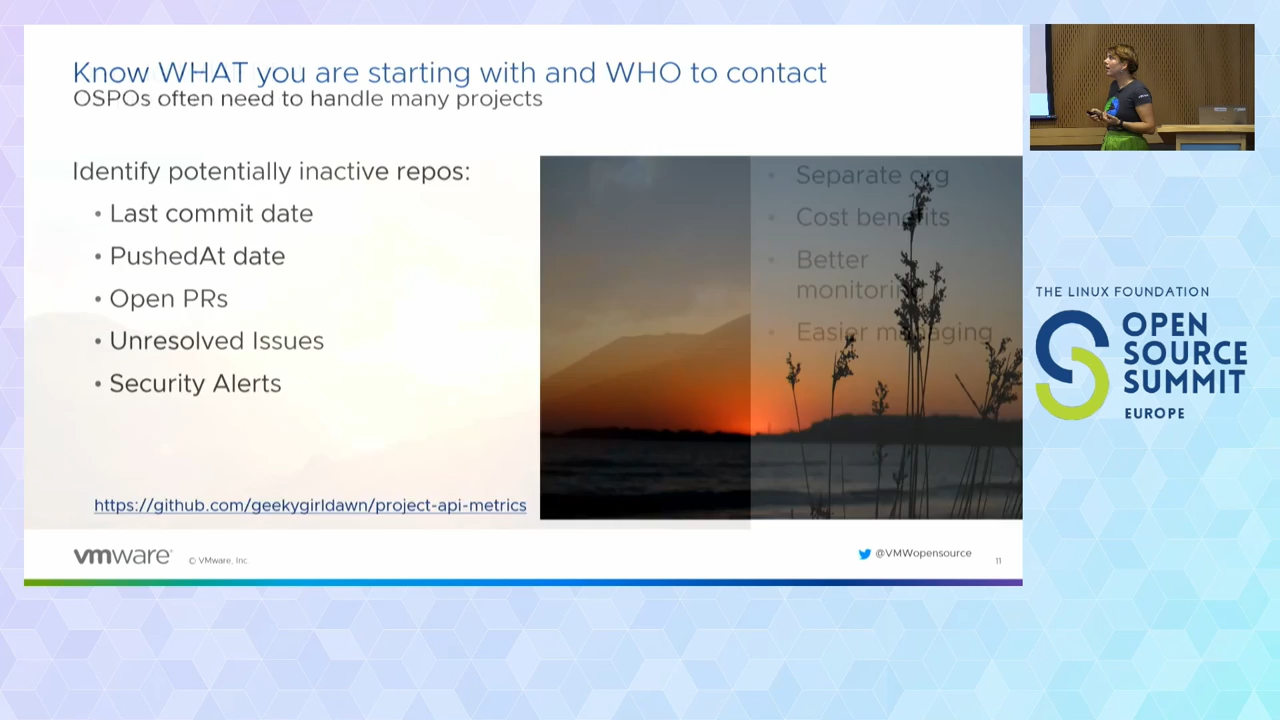 Know WHAT you are starting with and WHO to contact
OSPOs often need to handle many projects
Identify potentially inactive repos:
• Last commit date
• PushedAt date
• Open PRs
• Unresolved Issues
• Security Alerts
https://github.com/geekygirldawn/project-api-metrics
• Separate org
• Cost benefits
• Better
monitoring
• Easier managing
vmware®
© VMware, Inc.
@VMWopensource
11
THE LINUX FOUNDATION
OPEN
SOURCE
SUMMIT
EUROPE